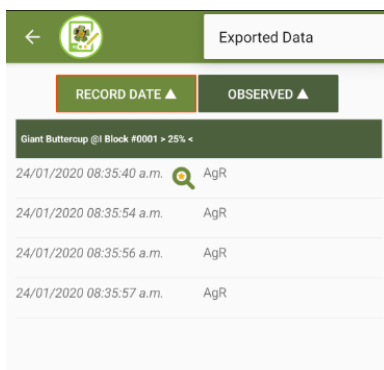 Exported Data
RECORD DATE ▲ OBSERVED ▲
Giant Buttercup @I Block #0001 > 25% <
24/01/2020 08:35:40 a.m. AgR
24/01/2020 08:35:54 a.m. AgR
24/01/2020 08:35:56 a.m. AgR
24/01/2020 08:35:57 a.m. AgR